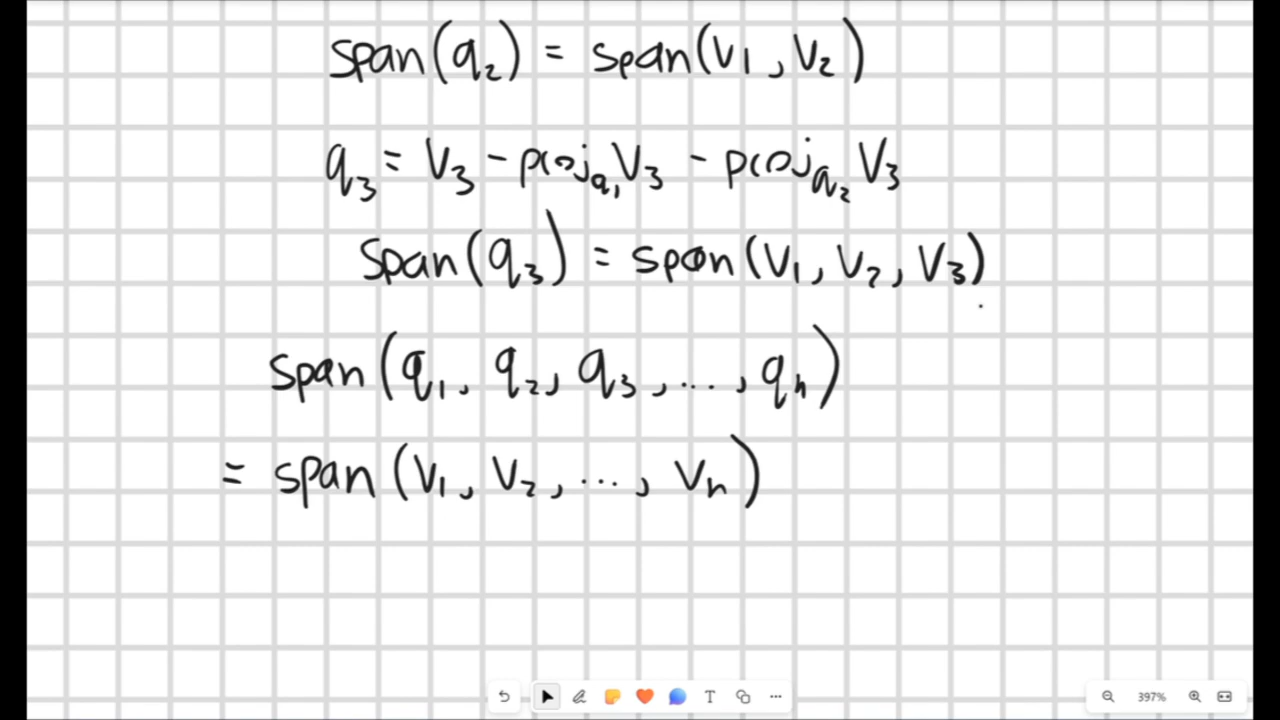 span(q₂) = span(v₁, v₂)
q₃ = v₃ - proj_q₁ v₃ - proj_q₂ v₃
span(q₃) = span(v₁, v₂, v₃)
span(q₁, q₂, q₃, ..., qₙ)
= span(v₁, v₂, ..., vₙ)
397%